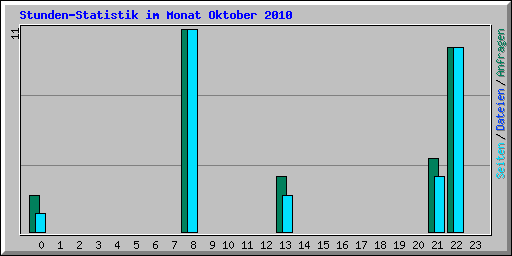 Stunden-Statistik im Monat Oktober 2010
11
0 1 2 3 4 5 6 7 8 9 10 11 12 13 14 15 16 17 18 19 20 21 22 23
Seiten / Dateien / Anfragen